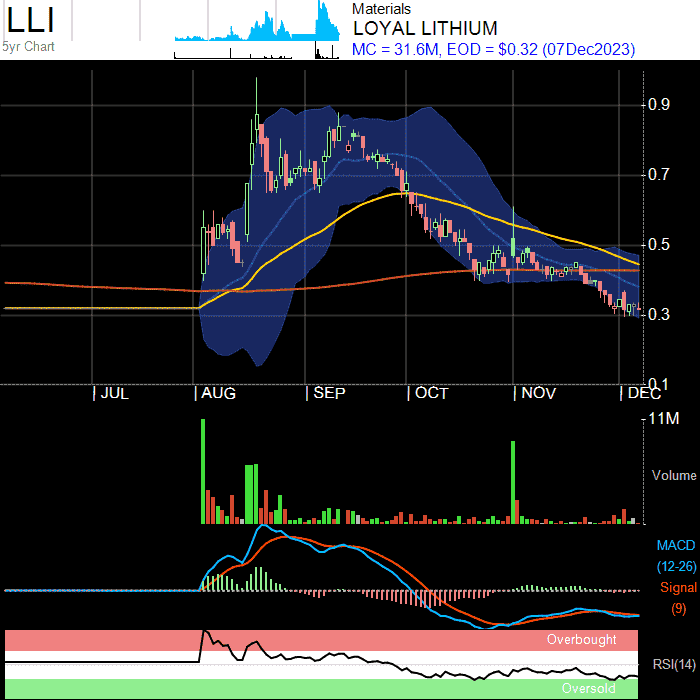 LLI
5yr Chart
Materials
LOYAL LITHIUM
MC = 31.6M, EOD = $0.32 (07Dec2023)
0.9
0.7
0.5
0.3
0.1
JUL
AUG
SEP
OCT
NOV
DEC
11M
Volume
MACD
(12-26)
Signal
(9)
Overbought
RSI(14)
Oversold